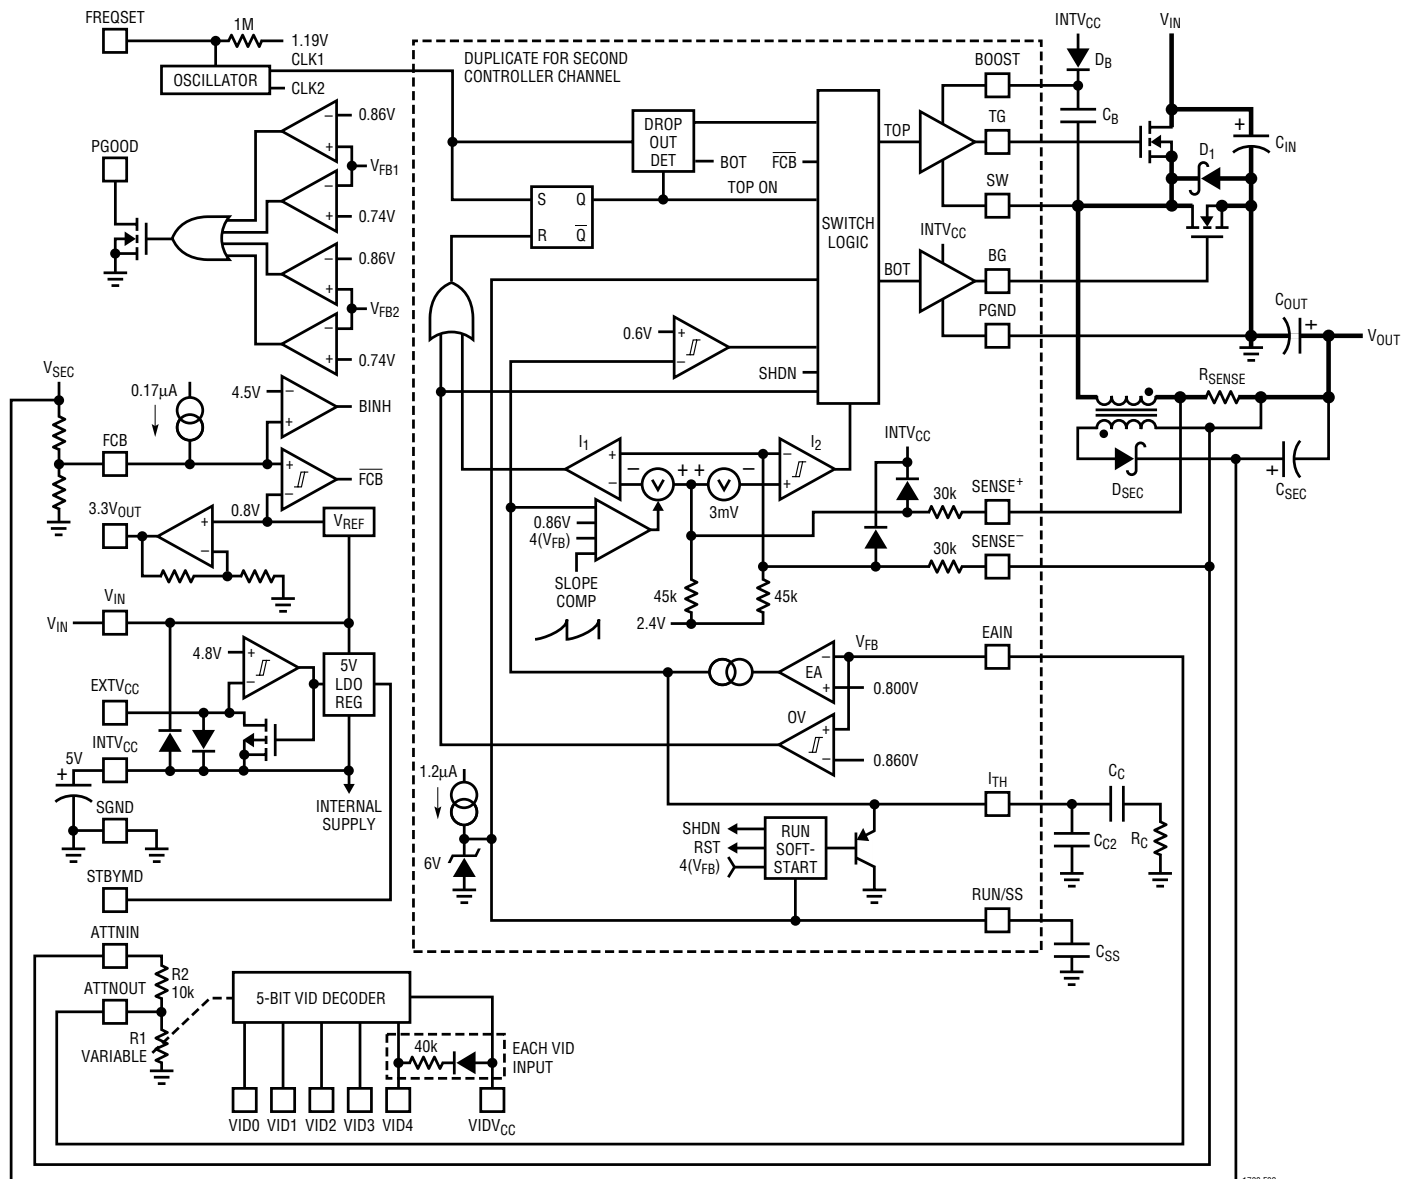 FREQSET
1M
1.19V
CLK1
OSCILLATOR
CLK2
DUPLICATE FOR SECOND
CONTROLLER CHANNEL
INTVCC
VIN
BOOST
DB
CB
TG
+
CIN
D1
SW
PGOOD
−
0.86V
+
VFB1
−
+
0.74V
−
0.86V
+
VFB2
−
+
0.74V
DROP
OUT
DET
BOT
FCB
TOP ON
S
Q
R
Q
SWITCH
LOGIC
TOP
BOT
INTVCC
BG
PGND
COUT
+
VOUT
0.6V
+
−
SHDN
VSEC
0.17µA
4.5V
−
+
BINH
FCB
+
−
FCB
3.3VOUT
0.8V
VREF
+
−
I1
+
−
−
V
+
+
V
−
3mV
I2
−
+
INTVCC
30k
SENSE+
30k
SENSE−
RSENSE
DSEC
+
CSEC
0.86V
4(VFB)
SLOPE
COMP
45k
45k
2.4V
VIN
VIN
4.8V
+
−
5V
LDO
REG
EXTVCC
INTVCC
5V
+
SGND
INTERNAL
SUPPLY
STBYMD
VFB
EAIN
−
EA
+
0.800V
OV
+
−
0.860V
1.2µA
6V
ITH
CC
CC2
RC
SHDN
RST
4(VFB)
RUN
SOFT-
START
RUN/SS
CSS
ATTNIN
R2
10k
ATTNOUT
R1
VARIABLE
5-BIT VID DECODER
40k
EACH VID
INPUT
VID0
VID1
VID2
VID3
VID4
VIDVCC